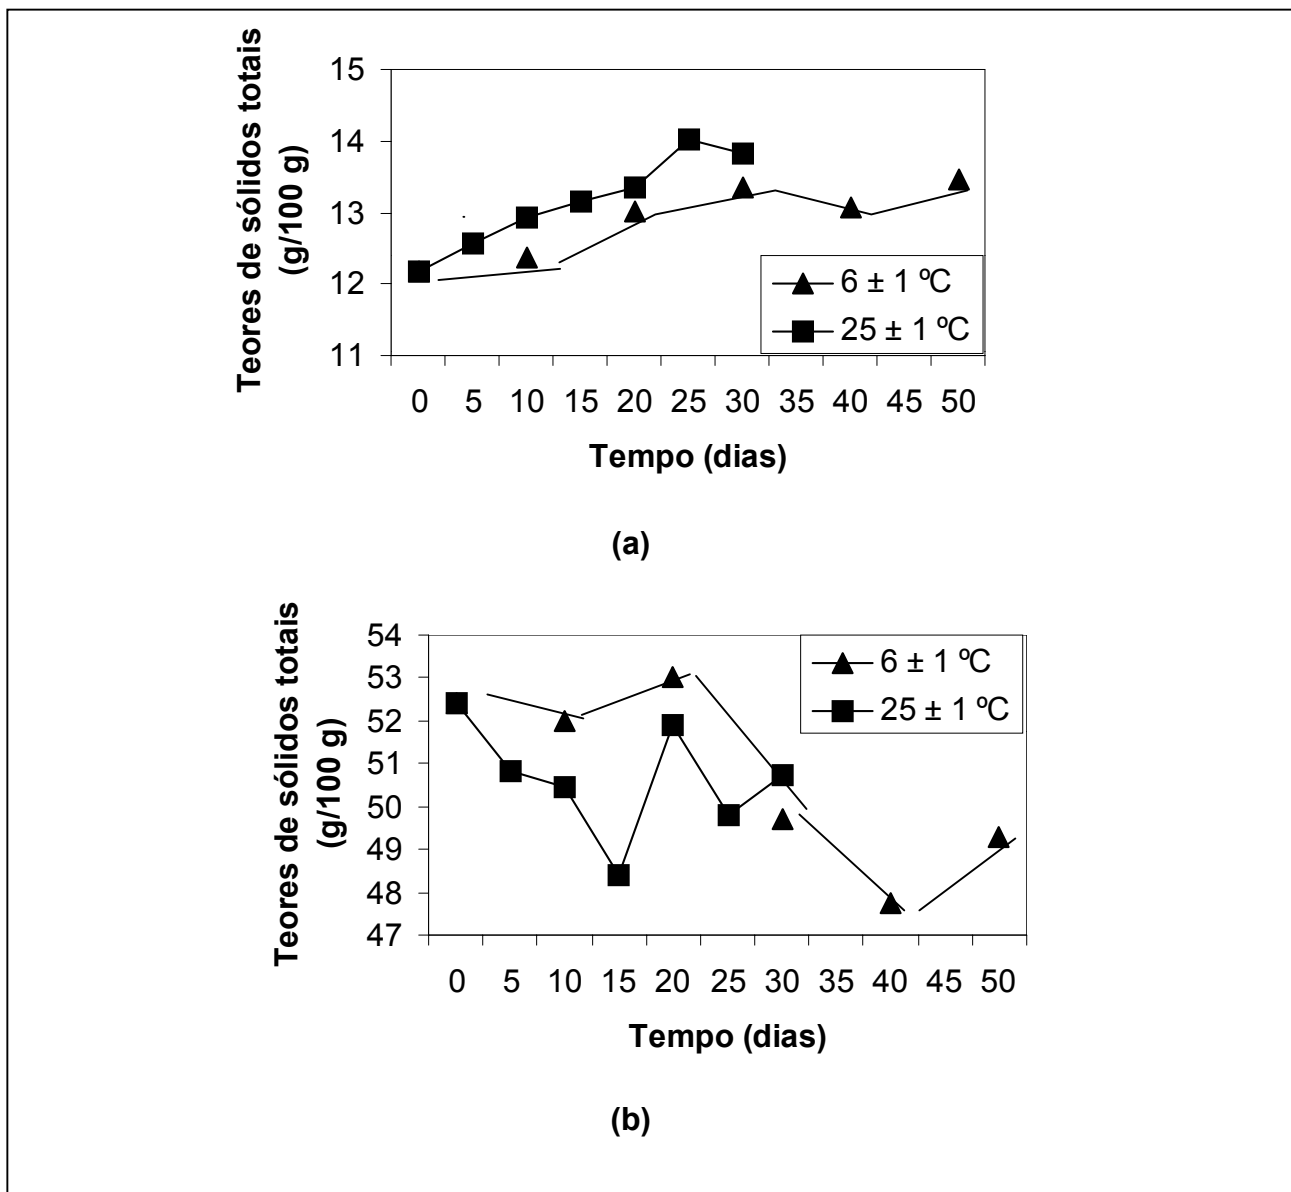 Teores de sólidos totais
(g/100 g)
15
14
13
12
11
6 ± 1 ºC
25 ± 1 ºC
0 5 10 15 20 25 30 35 40 45 50
Tempo (dias)
(a)
Teores de sólidos totais
(g/100 g)
54
53
52
51
50
49
48
47
6 ± 1 ºC
25 ± 1 ºC
0 5 10 15 20 25 30 35 40 45 50
Tempo (dias)
(b)